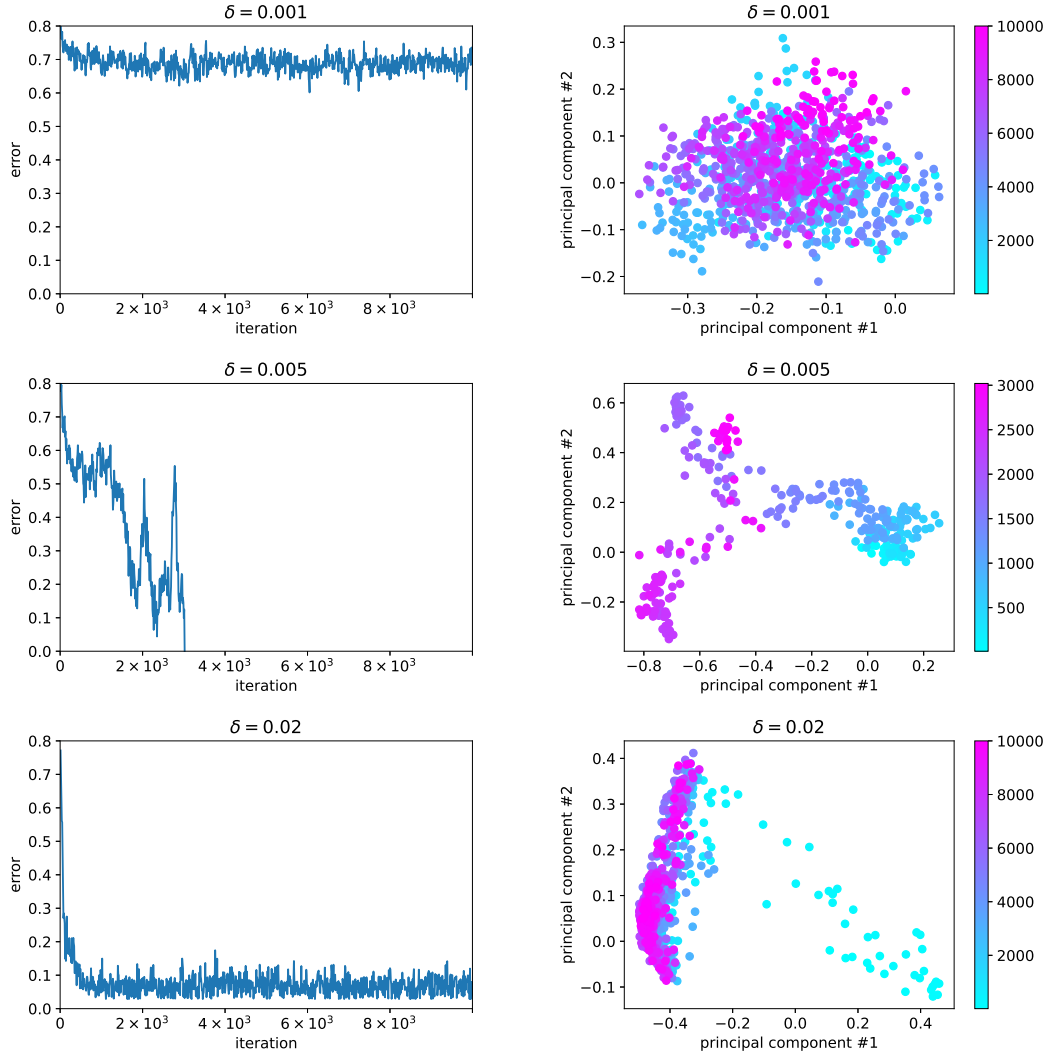 δ = 0.001
0.8
0.7
0.6
0.5
0.4
0.3
0.2
0.1
0.0
error
0 2 × 10³ 4 × 10³ 6 × 10³ 8 × 10³
iteration
δ = 0.001
0.3
0.2
0.1
0.0
−0.1
−0.2
principal component #2
−0.3 −0.2 −0.1 0.0
principal component #1
10000
8000
6000
4000
2000
δ = 0.005
0.8
0.7
0.6
0.5
0.4
0.3
0.2
0.1
0.0
error
0 2 × 10³ 4 × 10³ 6 × 10³ 8 × 10³
iteration
δ = 0.005
0.6
0.4
0.2
0.0
−0.2
principal component #2
−0.8 −0.6 −0.4 −0.2 0.0 0.2
principal component #1
3000
2500
2000
1500
1000
500
δ = 0.02
0.8
0.7
0.6
0.5
0.4
0.3
0.2
0.1
0.0
error
0 2 × 10³ 4 × 10³ 6 × 10³ 8 × 10³
iteration
δ = 0.02
0.4
0.3
0.2
0.1
0.0
−0.1
principal component #2
−0.4 −0.2 0.0 0.2 0.4
principal component #1
10000
8000
6000
4000
2000